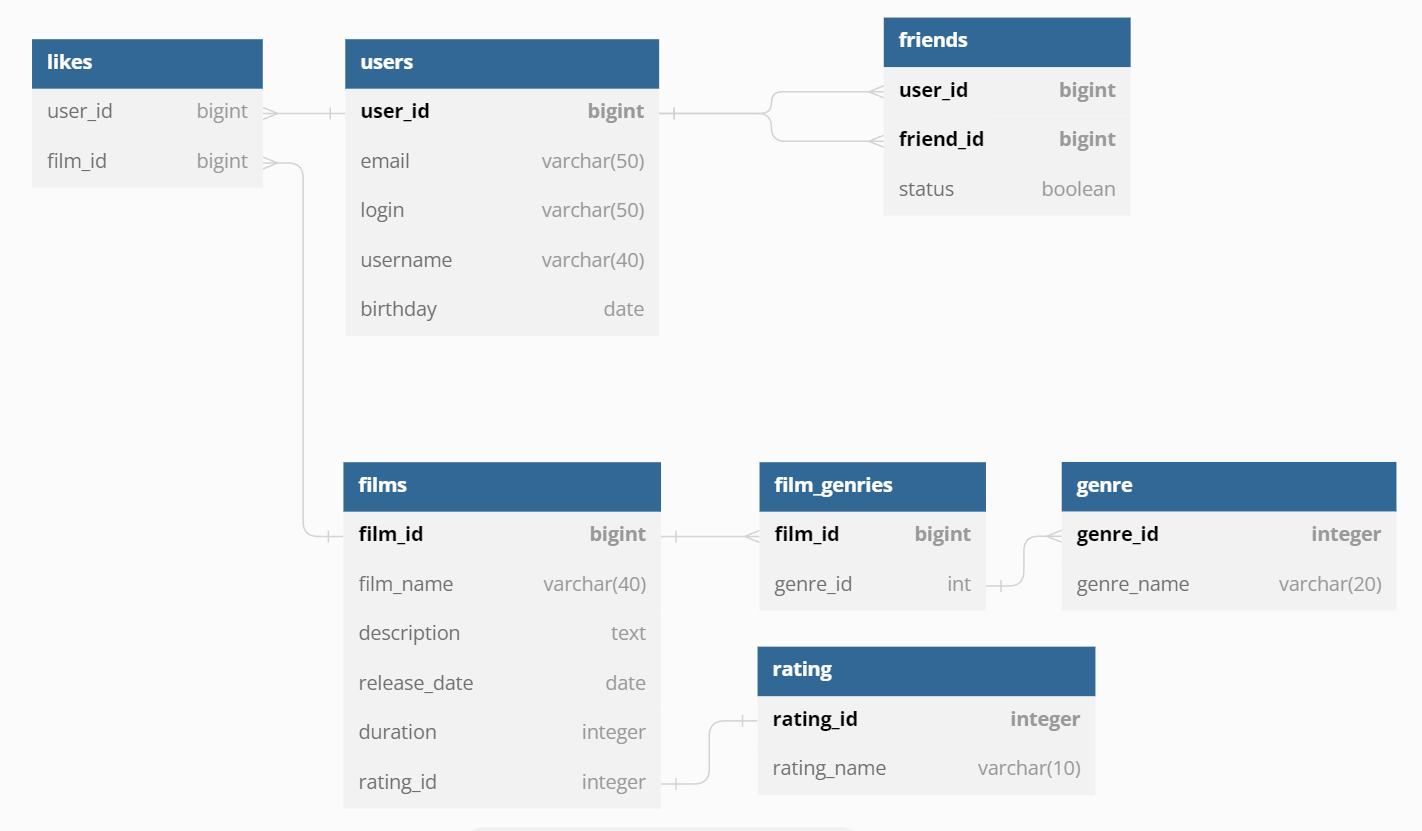 likes
user_id bigint
film_id bigint
users
user_id bigint
email varchar(50)
login varchar(50)
username varchar(40)
birthday date
friends
user_id bigint
friend_id bigint
status boolean
films
film_id bigint
film_name varchar(40)
description text
release_date date
duration integer
rating_id integer
film_genries
film_id bigint
genre_id int
genre
genre_id integer
genre_name varchar(20)
rating
rating_id integer
rating_name varchar(10)